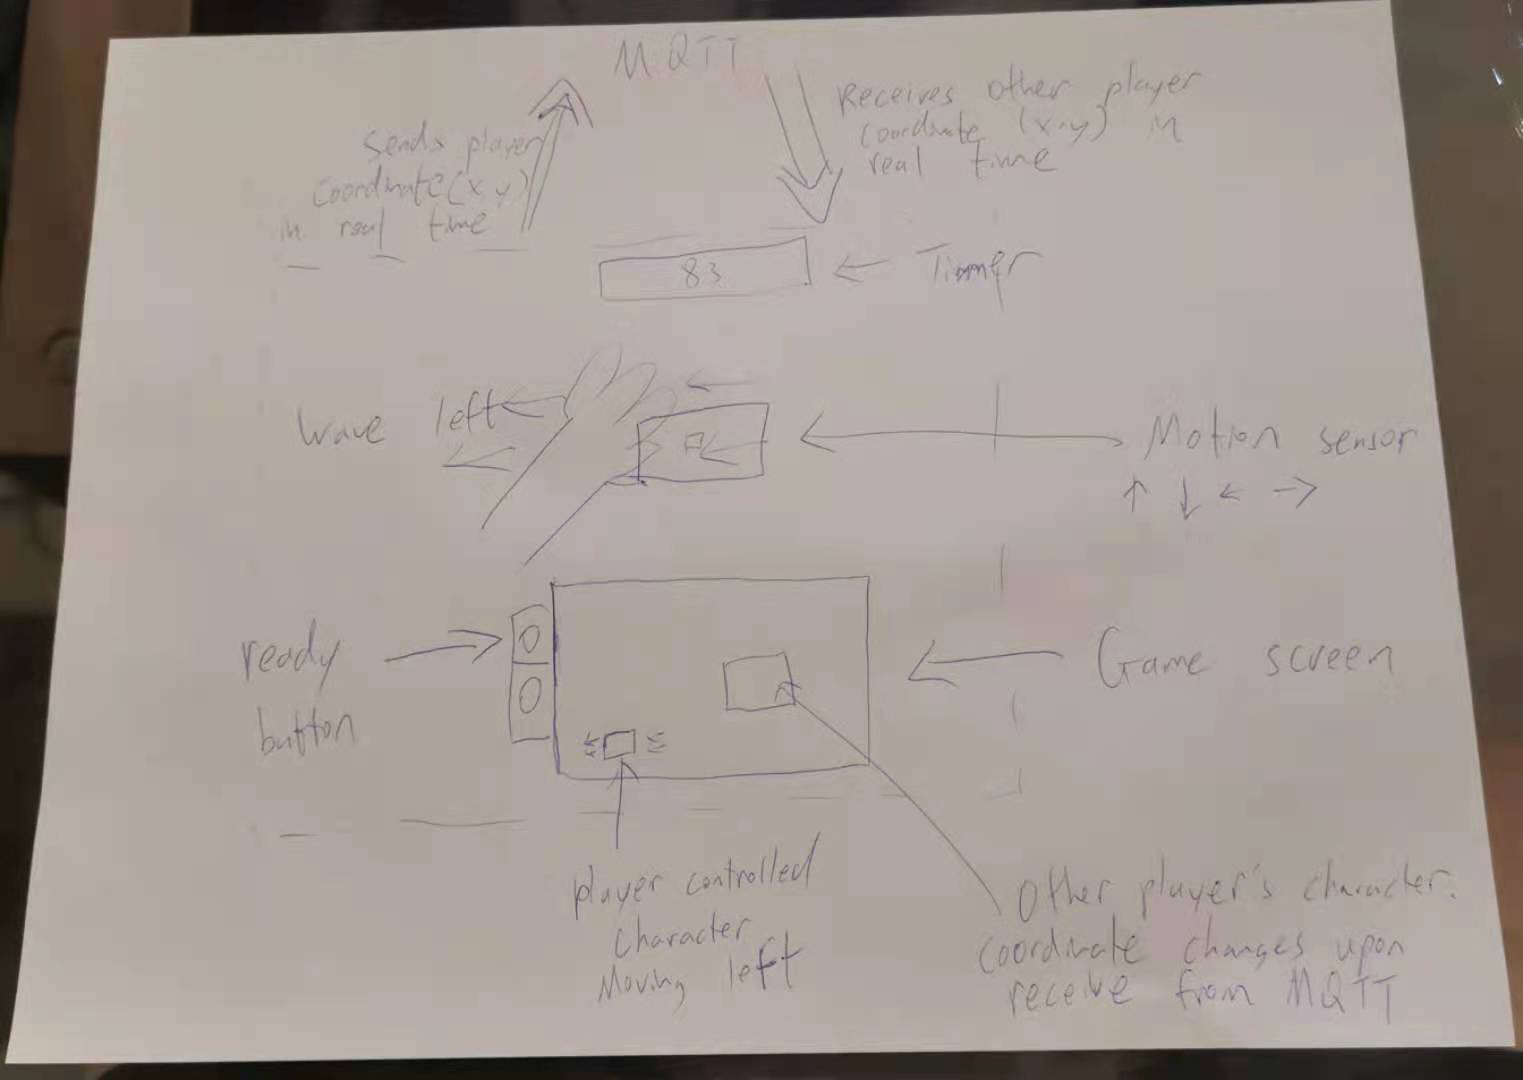 MQTT
Sends player
coordinate (x,y)
in real time
Receives other player
coordinate (x,y) in
real time
83
Timmer
Wave left
Motion sensor
↑ ↓ ← →
ready
button
Game screen
player controlled
character
Moving left
Other player's character.
coordinate changes upon
receive from MQTT